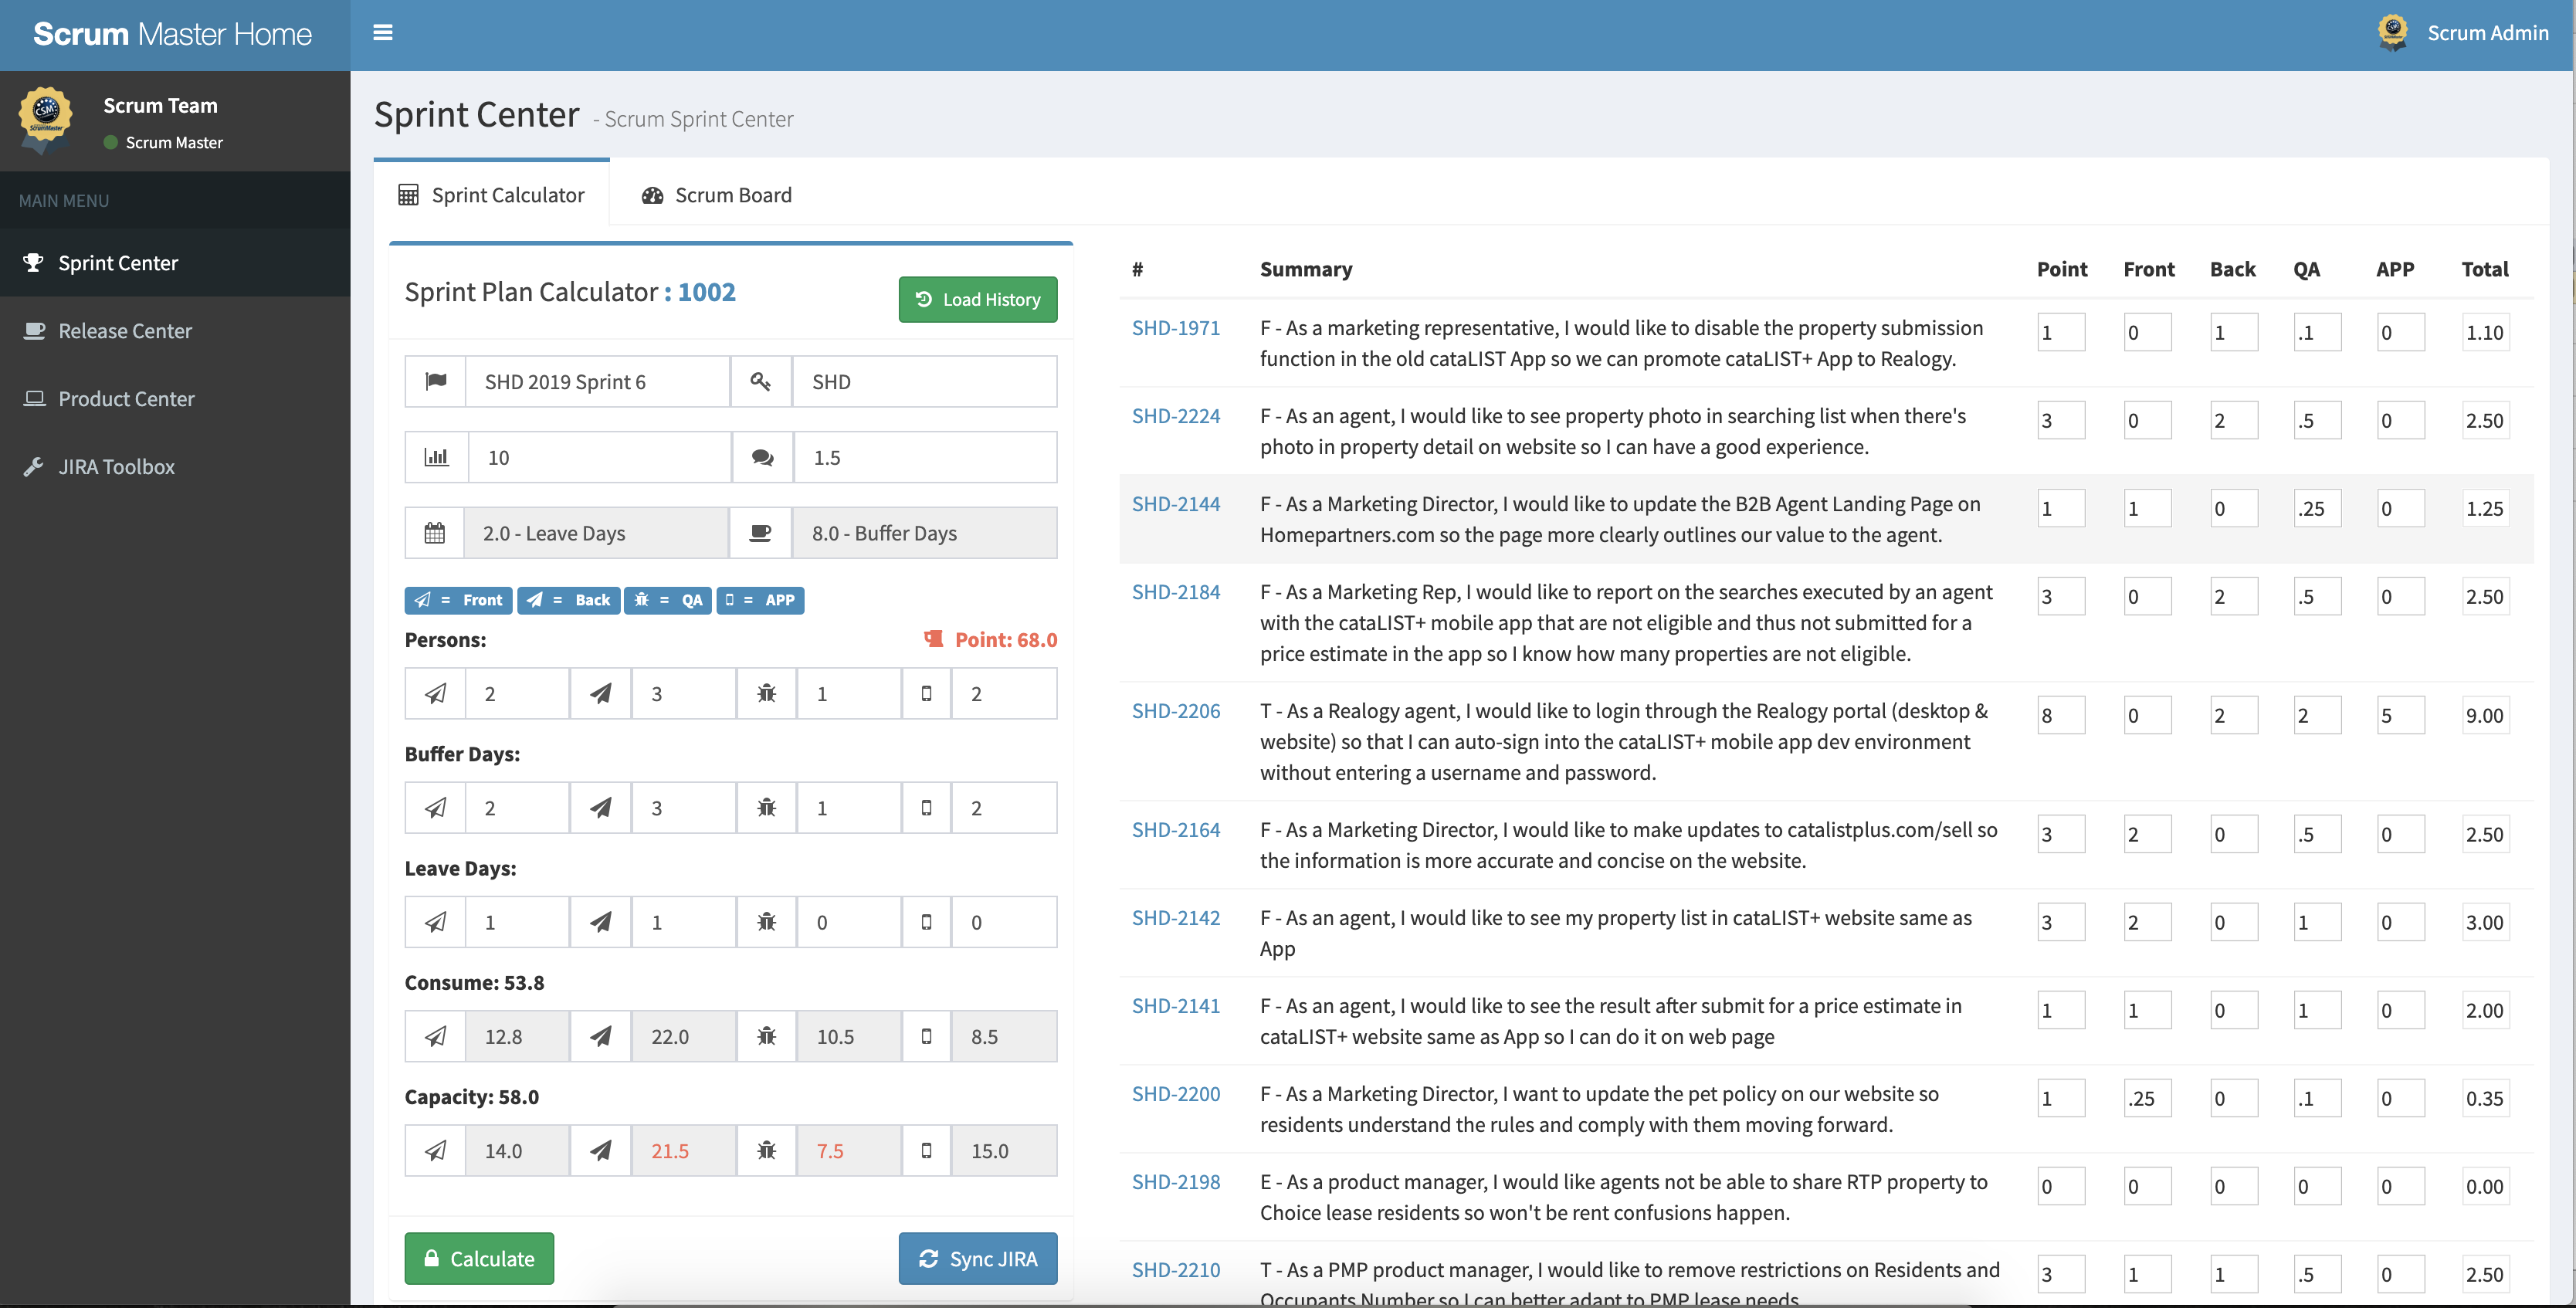 Scrum Master Home
Scrum Admin
Scrum Team
Scrum Master
MAIN MENU
Sprint Center
Release Center
Product Center
JIRA Toolbox
Sprint Center - Scrum Sprint Center
Sprint Calculator
Scrum Board
Sprint Plan Calculator : 1002
Load History
SHD 2019 Sprint 6
SHD
10
1.5
2.0 - Leave Days
8.0 - Buffer Days
= Front
= Back
= QA
= APP
Persons:
Point: 68.0
2
3
1
2
Buffer Days:
2
3
1
2
Leave Days:
1
1
0
0
Consume: 53.8
12.8
22.0
10.5
8.5
Capacity: 58.0
14.0
21.5
7.5
15.0
Calculate
Sync JIRA
# Summary Point Front Back QA APP Total
SHD-1971 F - As a marketing representative, I would like to disable the property submission 1 0 1 .1 0 1.10
function in the old cataLIST App so we can promote cataLIST+ App to Realogy.
SHD-2224 F - As an agent, I would like to see property photo in searching list when there's 3 0 2 .5 0 2.50
photo in property detail on website so I can have a good experience.
SHD-2144 F - As a Marketing Director, I would like to update the B2B Agent Landing Page on 1 1 0 .25 0 1.25
Homepartners.com so the page more clearly outlines our value to the agent.
SHD-2184 F - As a Marketing Rep, I would like to report on the searches executed by an agent 3 0 2 .5 0 2.50
with the cataLIST+ mobile app that are not eligible and thus not submitted for a
price estimate in the app so I know how many properties are not eligible.
SHD-2206 T - As a Realogy agent, I would like to login through the Realogy portal (desktop & 8 0 2 2 5 9.00
website) so that I can auto-sign into the cataLIST+ mobile app dev environment
without entering a username and password.
SHD-2164 F - As a Marketing Director, I would like to make updates to catalistplus.com/sell so 3 2 0 .5 0 2.50
the information is more accurate and concise on the website.
SHD-2142 F - As an agent, I would like to see my property list in cataLIST+ website same as 3 2 0 1 0 3.00
App
SHD-2141 F - As an agent, I would like to see the result after submit for a price estimate in 1 1 0 1 0 2.00
cataLIST+ website same as App so I can do it on web page
SHD-2200 F - As a Marketing Director, I want to update the pet policy on our website so 1 .25 0 .1 0 0.35
residents understand the rules and comply with them moving forward.
SHD-2198 E - As a product manager, I would like agents not be able to share RTP property to 0 0 0 0 0 0.00
Choice lease residents so won't be rent confusions happen.
SHD-2210 T - As a PMP product manager, I would like to remove restrictions on Residents and 3 1 1 .5 0 2.50
Occupants Number so I can better adapt to PMP lease needs